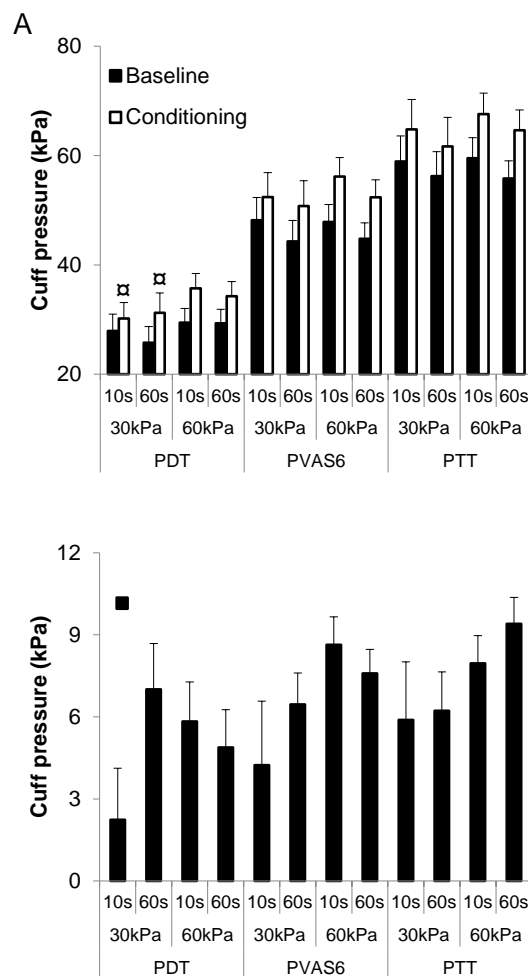 A
80
Baseline
Conditioning
60
Cuff pressure (kPa)
40
¤ ¤
20
10s 60s 10s 60s 10s 60s 10s 60s 10s 60s 10s 60s
30kPa 60kPa 30kPa 60kPa 30kPa 60kPa
PDT PVAS6 PTT
12
9
Cuff pressure (kPa)
6
3
0
10s 60s 10s 60s 10s 60s 10s 60s 10s 60s 10s 60s
30kPa 60kPa 30kPa 60kPa 30kPa 60kPa
PDT PVAS6 PTT